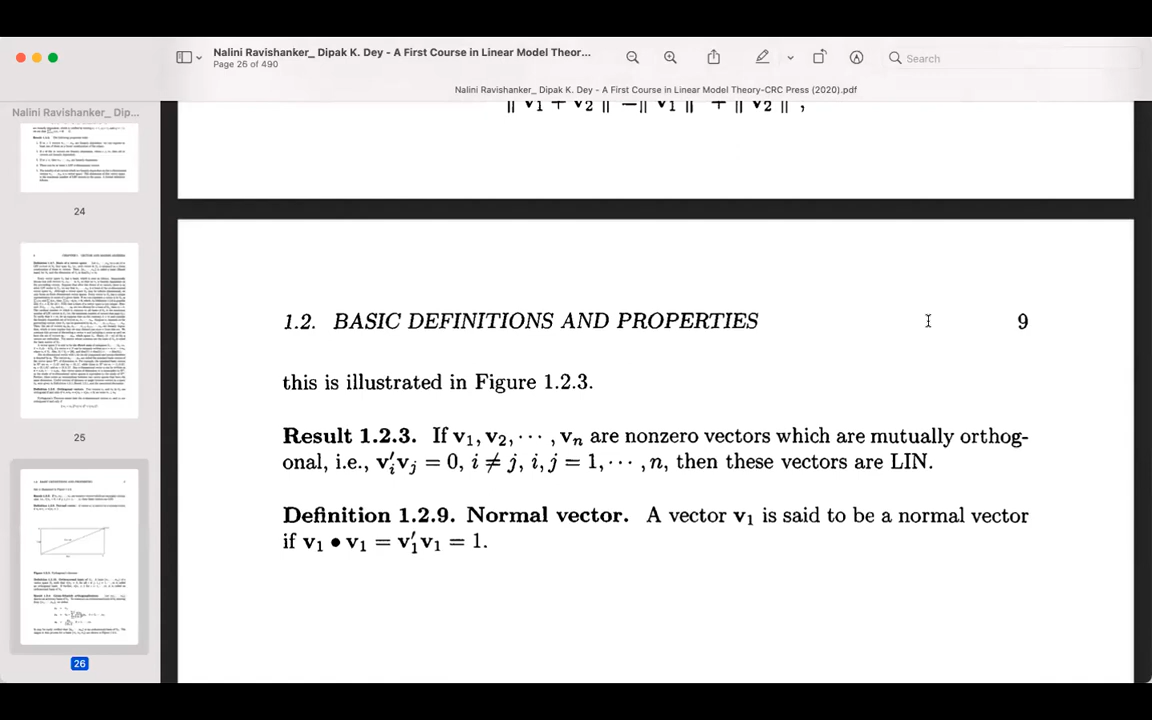 Nalini Ravishanker_ Dipak K. Dey - A First Course in Linear Model Theor...
Page 26 of 490
Search
Nalini Ravishanker_ Dipak K. Dey - A First Course in Linear Model Theory-CRC Press (2020).pdf
Nalini Ravishanker_ Dip...
24
25
26
|| v1 + v2 || =|| v1 || + || v2 || ,
1.2. BASIC DEFINITIONS AND PROPERTIES 9
this is illustrated in Figure 1.2.3.
Result 1.2.3. If v1, v2, ··· , vn are nonzero vectors which are mutually orthog-
onal, i.e., v′ivj = 0, i ≠ j, i, j = 1, ··· , n, then these vectors are LIN.
Definition 1.2.9. Normal vector. A vector v1 is said to be a normal vector
if v1 • v1 = v′1v1 = 1.